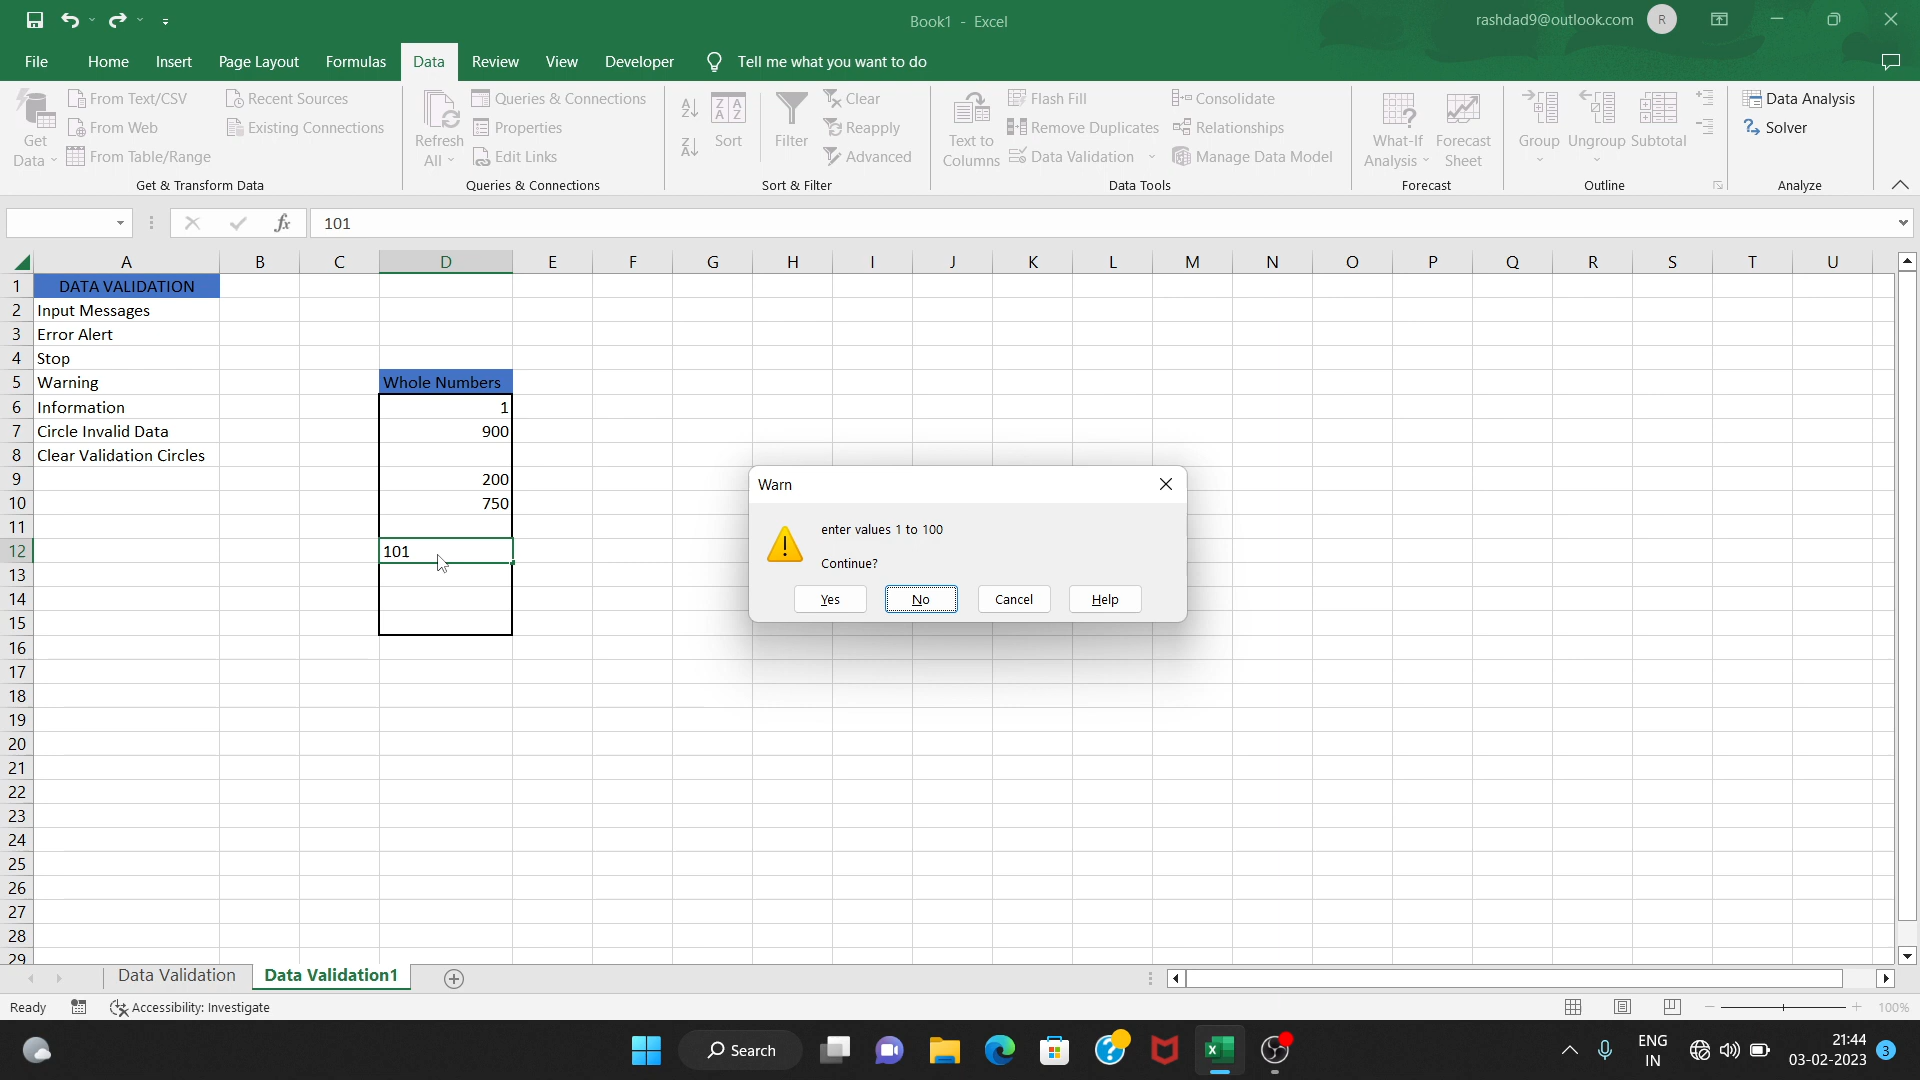 Book1 - Excel
rashdad9@outlook.com
R
File
Home
Insert
Page Layout
Formulas
Data
Review
View
Developer
Tell me what you want to do
Get
Data
From Text/CSV
From Web
From Table/Range
Recent Sources
Existing Connections
Get & Transform Data
Refresh
All
Queries & Connections
Properties
Edit Links
Queries & Connections
Sort
Filter
Clear
Reapply
Advanced
Sort & Filter
Text to
Columns
Flash Fill
Remove Duplicates
Data Validation
Consolidate
Relationships
Manage Data Model
Data Tools
What-If
Analysis
Forecast
Sheet
Forecast
Group
Ungroup
Subtotal
Outline
Data Analysis
Solver
Analyze
fx
101
A B C D E F G H I J K L M N O P Q R S T U
1 DATA VALIDATION
2 Input Messages
3 Error Alert
4 Stop
5 Warning Whole Numbers
6 Information 1
7 Circle Invalid Data 900
8 Clear Validation Circles
9 200
10 750
11
12 101
13
14
15
16
17
18
19
20
21
22
23
24
25
26
27
28
29
Warn
enter values 1 to 100
Continue?
Yes
No
Cancel
Help
Data Validation
Data Validation1
Ready
Accessibility: Investigate
100%
Search
ENG
IN
21:44
03-02-2023
3